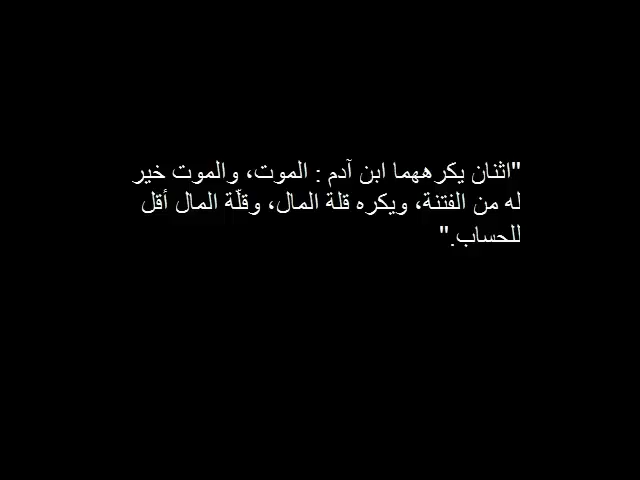 "اثنان يكرههما ابن آدم : الموت، والموت خير
له من الفتنة، ويكره قلة المال، وقلّة المال أقل
للحساب."